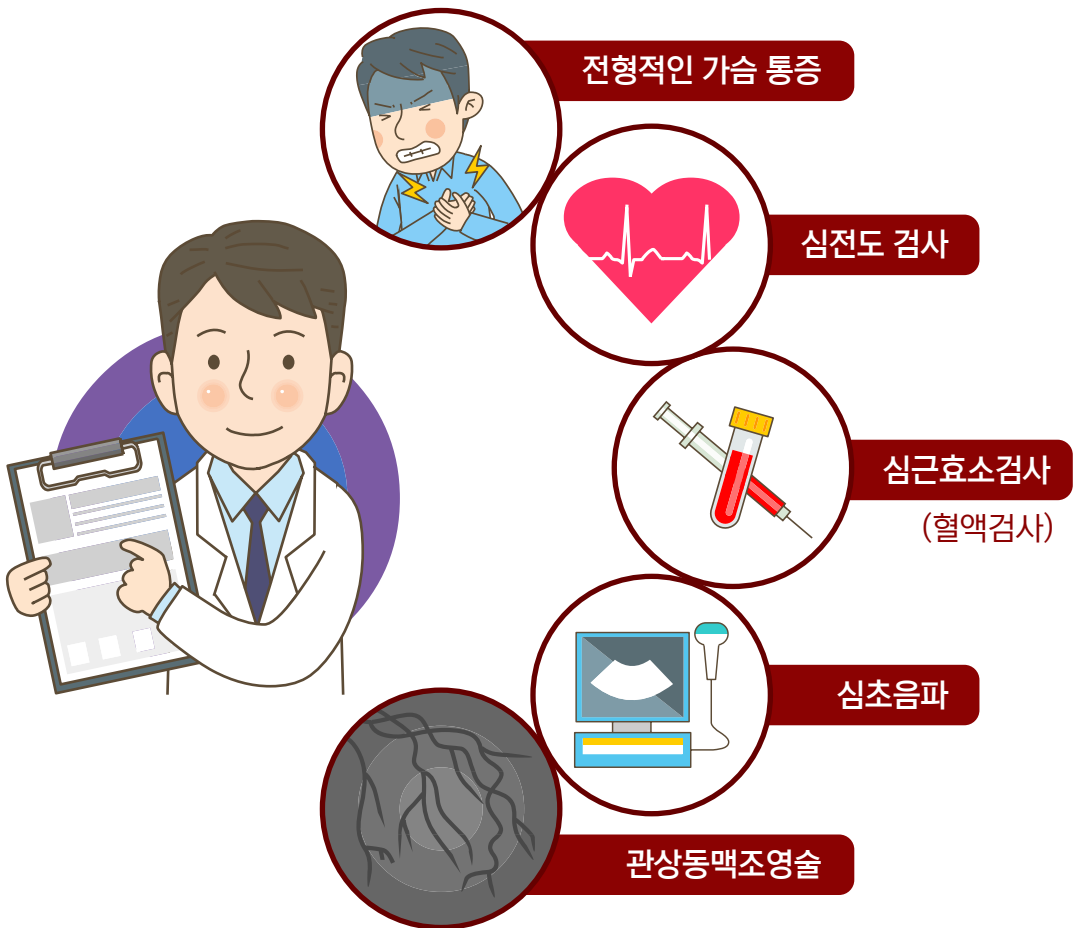 전형적인 가슴 통증
심전도 검사
심근효소검사
(혈액검사)
심초음파
관상동맥조영술